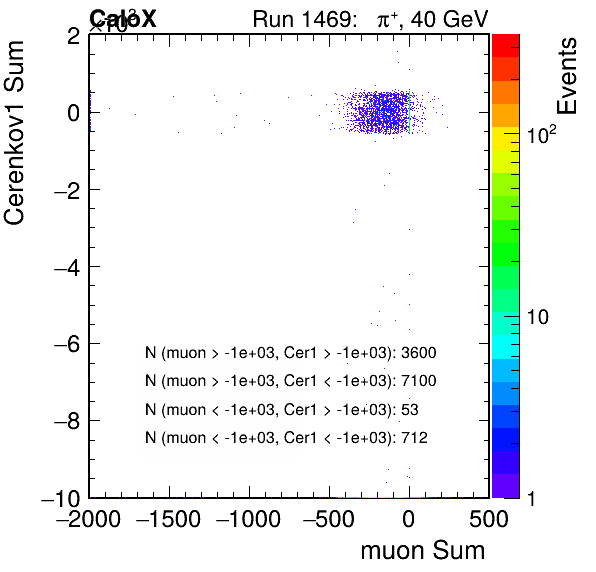 CaloX
×10³
Run 1469: π⁺, 40 GeV
Cerenkov1 Sum
Events
2
0
−2
−4
−6
−8
−10
10²
10
1
N (muon > -1e+03, Cer1 > -1e+03): 3600
N (muon > -1e+03, Cer1 < -1e+03): 7100
N (muon < -1e+03, Cer1 > -1e+03): 53
N (muon < -1e+03, Cer1 < -1e+03): 712
−2000 −1500 −1000 −500 0 500
muon Sum